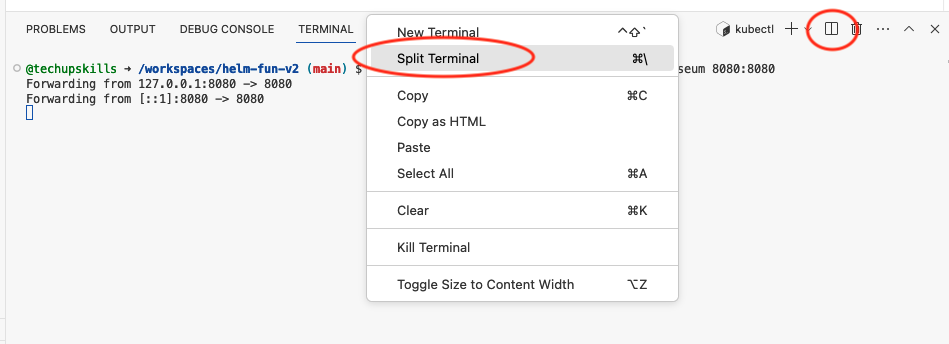 PROBLEMS OUTPUT DEBUG CONSOLE TERMINAL kubectl
@techupskills → /workspaces/helm-fun-v2 (main) $ seum 8080:8080
Forwarding from 127.0.0.1:8080 -> 8080
Forwarding from [::1]:8080 -> 8080
New Terminal ⌃⇧`
Split Terminal ⌘\
Copy ⌘C
Copy as HTML
Paste
Select All ⌘A
Clear ⌘K
Kill Terminal
Toggle Size to Content Width ⌥Z